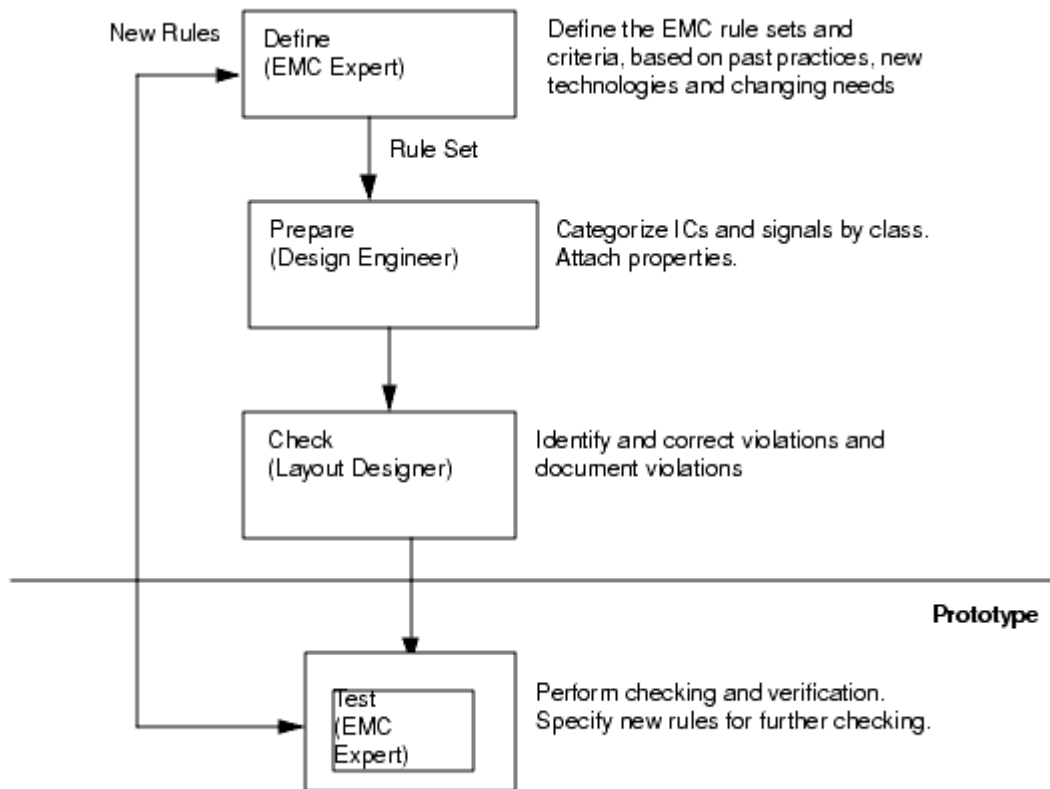 New Rules
Define
(EMC Expert)
Define the EMC rule sets and
criteria, based on past practices, new
technologies and changing needs
Rule Set
Prepare
(Design Engineer)
Categorize ICs and signals by class.
Attach properties.
Check
(Layout Designer)
Identify and correct violations and
document violations
Prototype
Test
(EMC
Expert)
Perform checking and verification.
Specify new rules for further checking.